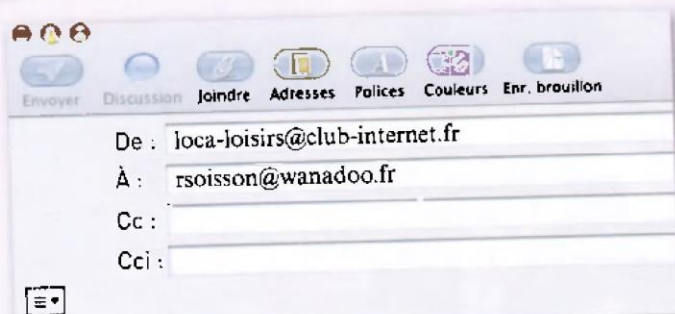 Envoyer Discussion Joindre Adresses Polices Couleurs Enr. brouillon
De : loca-loisirs@club-internet.fr
À : rsoisson@wanadoo.fr
Cc :
Cci :